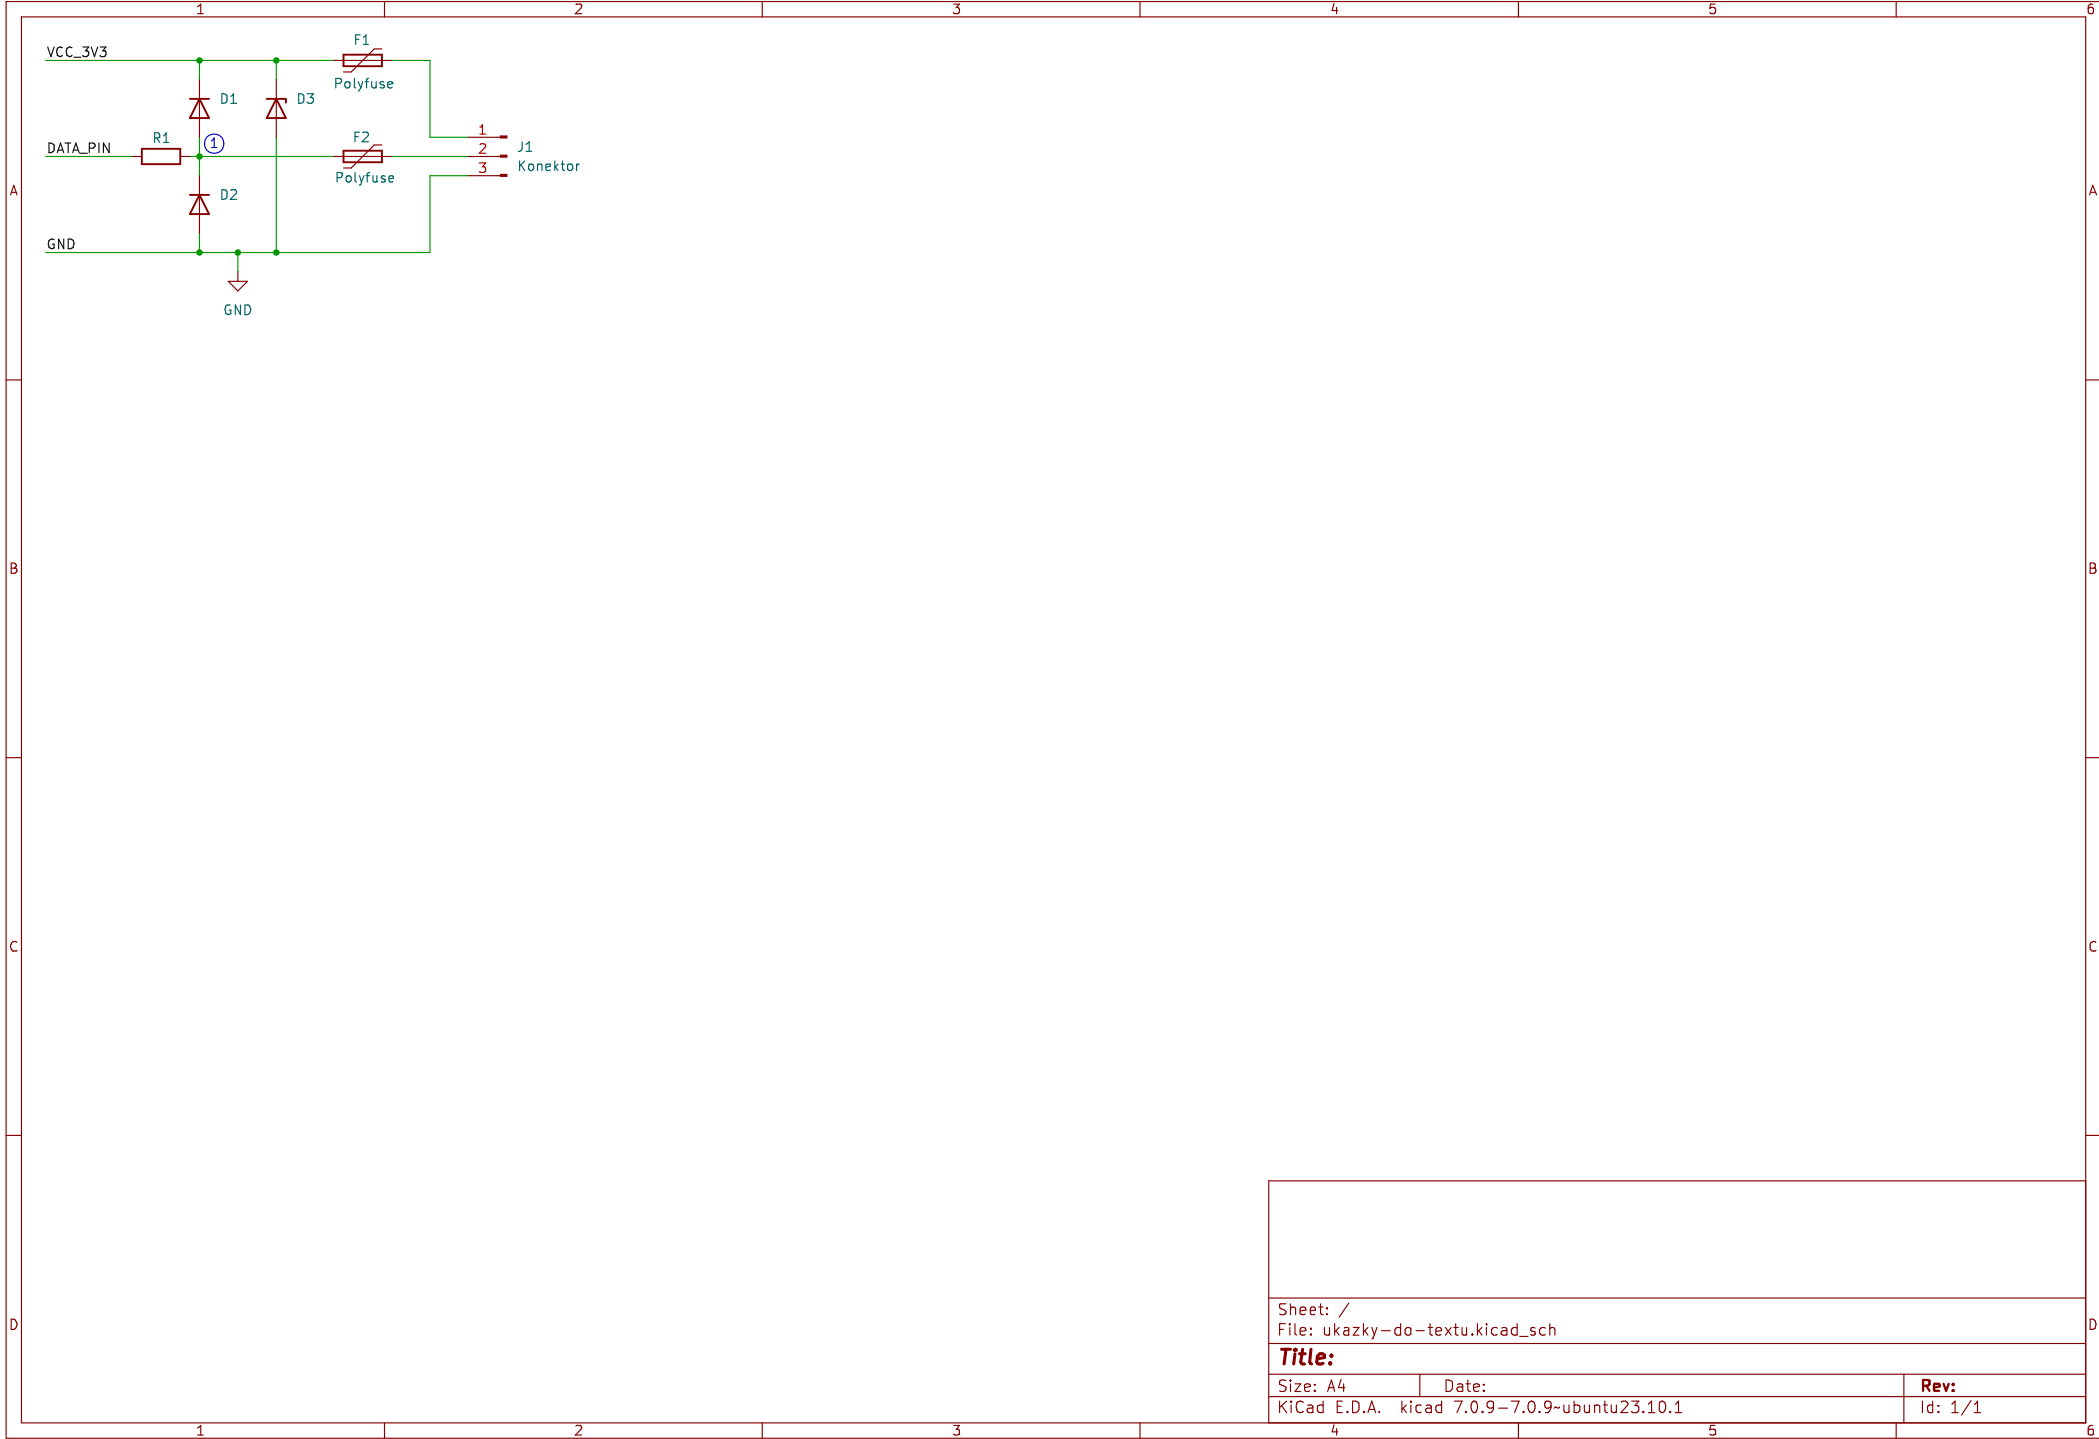 1 2 3 4 5 6
F1
VCC_3V3
Polyfuse
D1 D3
1
R1 1 F2
DATA_PIN
J1
2
Konektor
3
Polyfuse
A A
D2
GND
GND
B B
C C
Sheet: /
File: ukazky-do-textu.kicad_sch
D D
Title:
Size: A4 Date: Rev:
KiCad E.D.A. kicad 7.0.9-7.0.9~ubuntu23.10.1 Id: 1/1
1 2 3 4 5 6